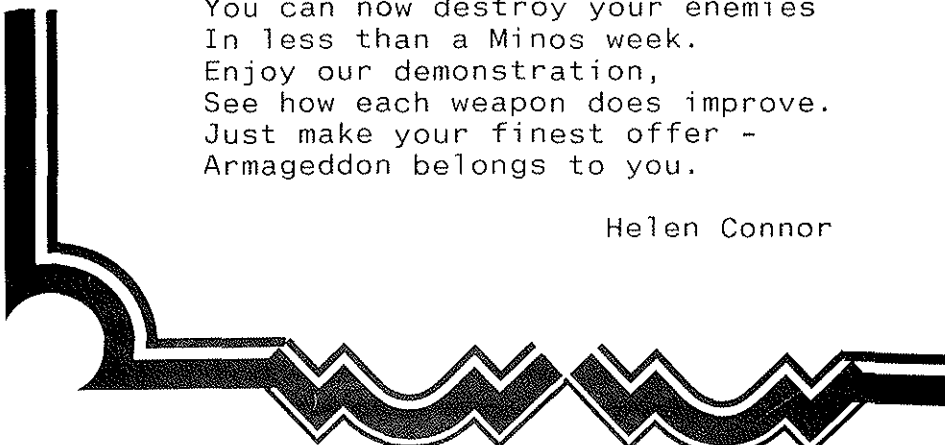 You can now destroy your enemies
In less than a Minos week.
Enjoy our demonstration,
See how each weapon does improve.
Just make your finest offer -
Armageddon belongs to you.
Helen Connor